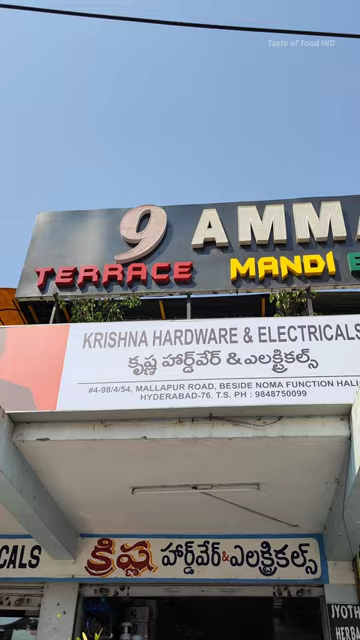 Taste of Food IND
9 AMMA
TERRACE MANDI
KRISHNA HARDWARE & ELECTRICALS
కృష్ణ హార్డ్‌వేర్ & ఎలక్ట్రికల్స్
#4-98/4/54, MALLAPUR ROAD, BESIDE NOMA FUNCTION HALL
HYDERABAD-76. T.S. PH : 9848750099
CALS
క్రిష్ణ హార్డ్‌వేర్ & ఎలక్ట్రికల్స్
JYOTH
HERBA